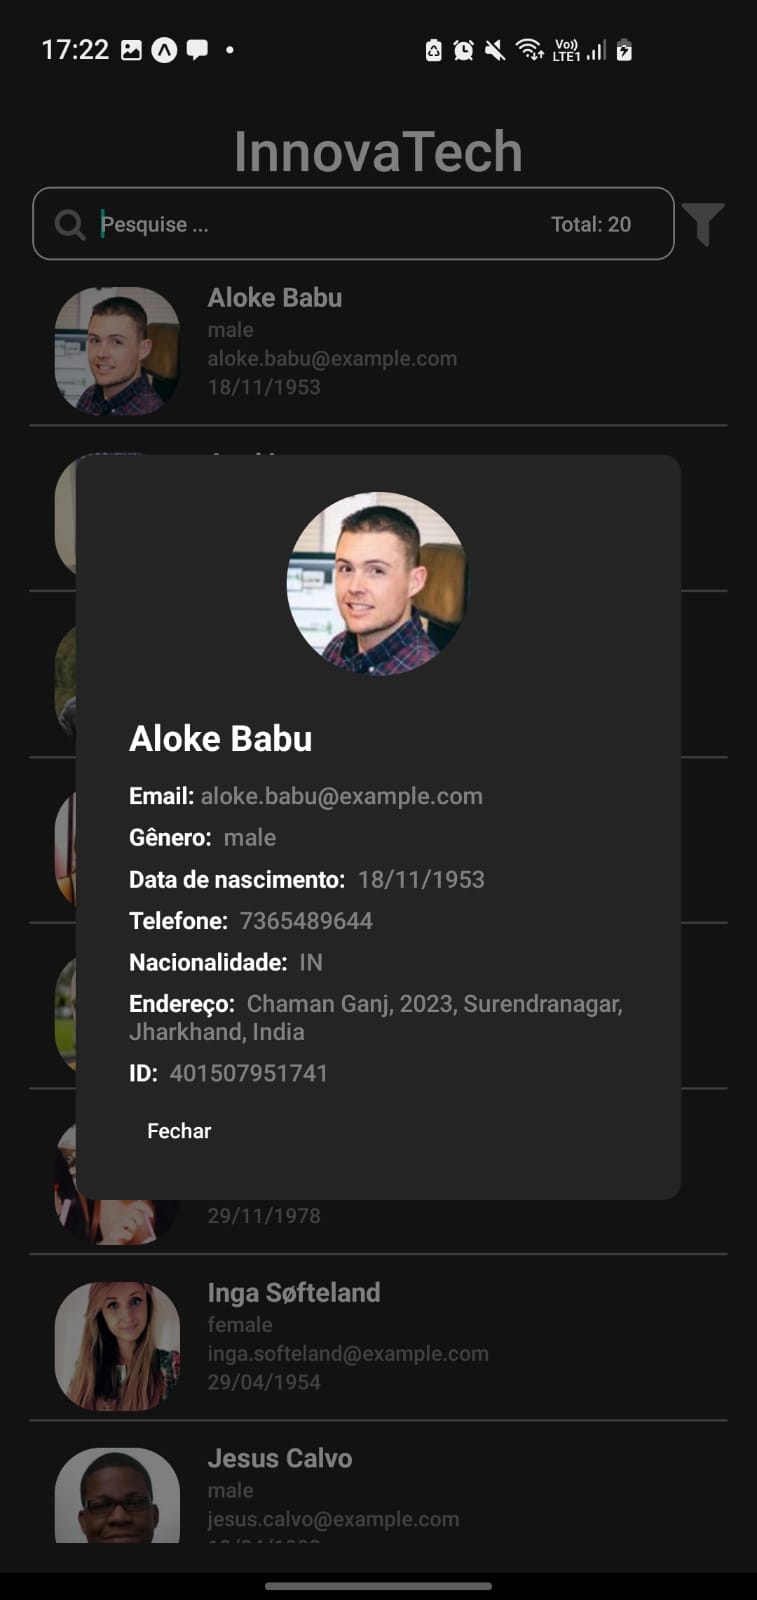 17:22
Vo)) LTE1
InnovaTech
Pesquise ... Total: 20
Aloke Babu
male
aloke.babu@example.com
18/11/1953
Aloke Babu
Email: aloke.babu@example.com
Gênero: male
Data de nascimento: 18/11/1953
Telefone: 7365489644
Nacionalidade: IN
Endereço: Chaman Ganj, 2023, Surendranagar,
Jharkhand, India
ID: 401507951741
Fechar
29/11/1978
Inga Søfteland
female
inga.softeland@example.com
29/04/1954
Jesus Calvo
male
jesus.calvo@example.com